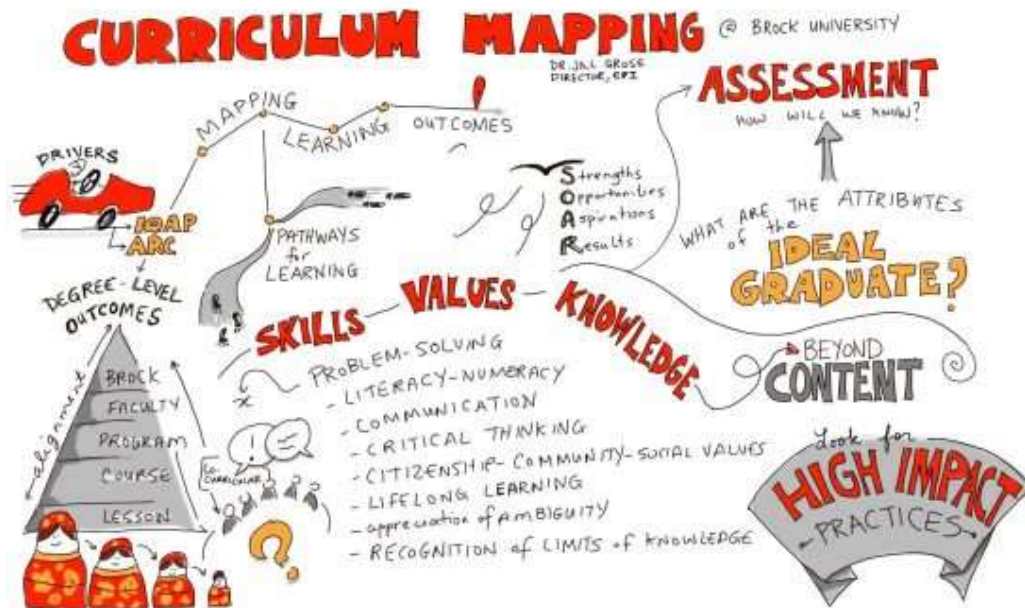 CURRICULUM MAPPING @ BROCK UNIVERSITY
DR. JILL GROSE
DIRECTOR, CPI
ASSESSMENT
HOW WILL WE KNOW?
MAPPING
LEARNING
OUTCOMES
DRIVERS
IQAP
ARC
PATHWAYS
for
LEARNING
Strengths
Opportunities
Aspirations
Results
WHAT ARE THE ATTRIBUTES
of the
IDEAL
GRADUATE?
DEGREE-LEVEL
OUTCOMES
alignment
BROCK
FACULTY
PROGRAM
COURSE
LESSON
CO-
CURRICULAR
SKILLS
VALUES
KNOWLEDGE
BEYOND
CONTENT
PROBLEM-SOLVING
- LITERACY-NUMERACY
- COMMUNICATION
- CRITICAL THINKING
- CITIZENSHIP-COMMUNITY-SOCIAL VALUES
- LIFELONG LEARNING
- appreciation of AMBIGUITY
- RECOGNITION of LIMITS of KNOWLEDGE
!
?
Look for
HIGH IMPACT
PRACTICES